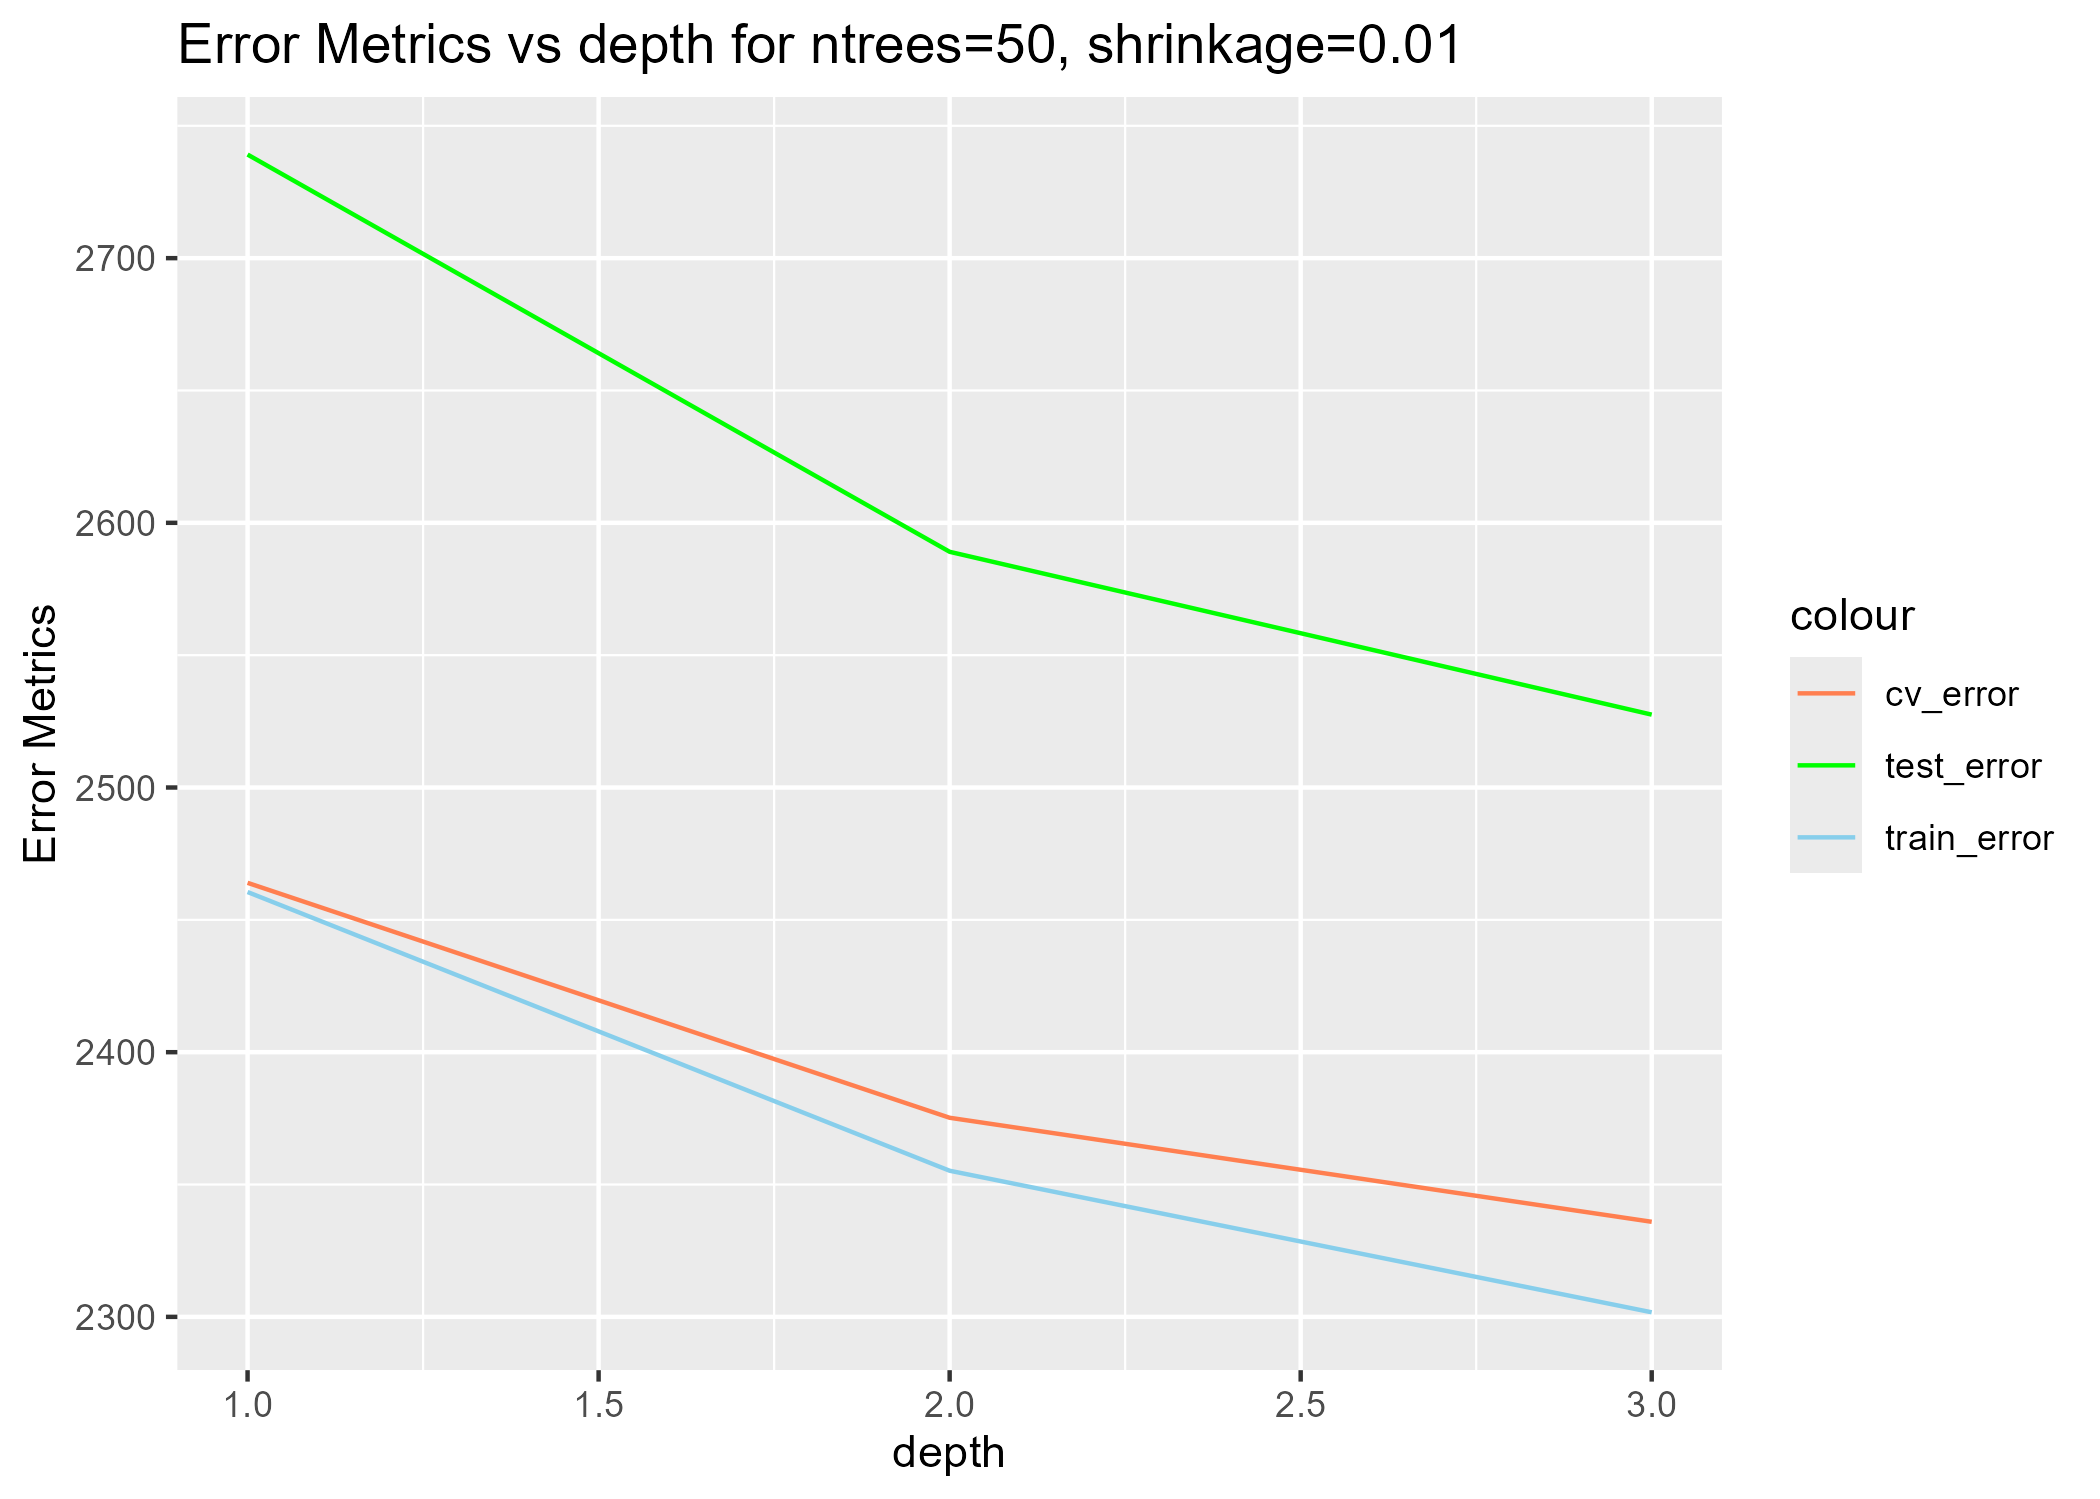 Error Metrics vs depth for ntrees=50, shrinkage=0.01
Error Metrics
2700
2600
2500
2400
2300
1.0 1.5 2.0 2.5 3.0
depth
colour
cv_error
test_error
train_error